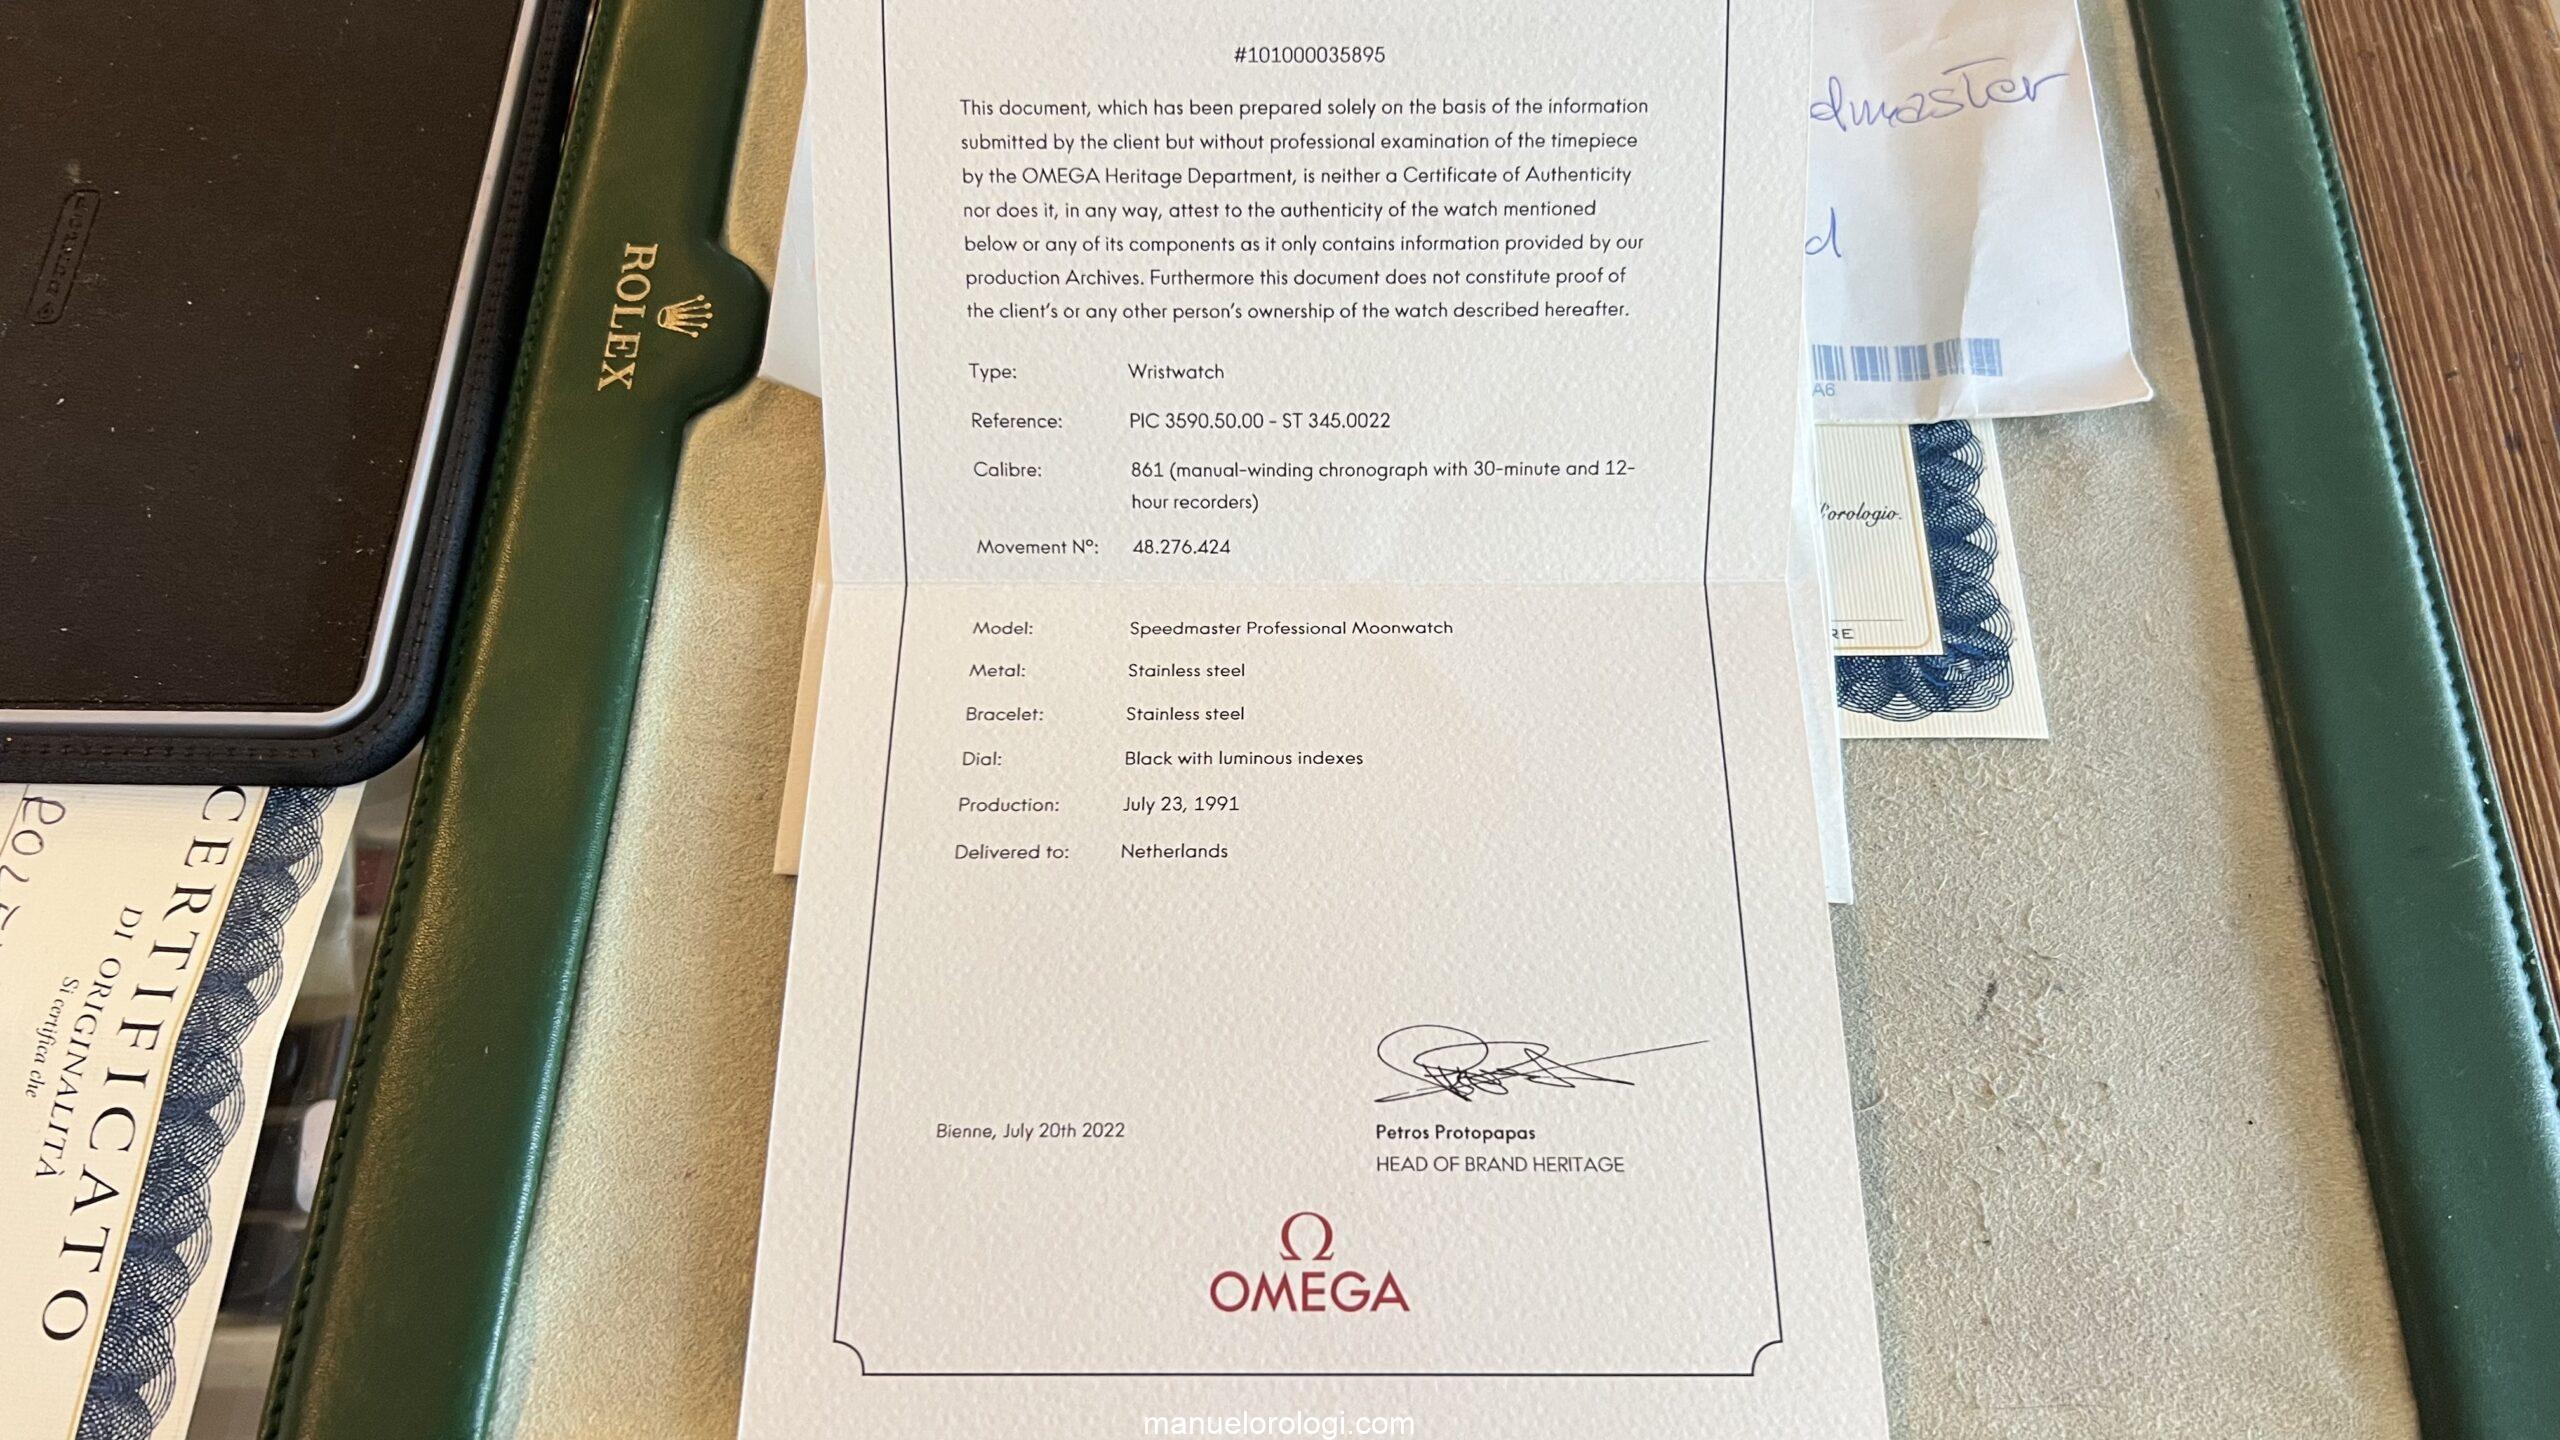 #101000035895
This document, which has been prepared solely on the basis of the information
submitted by the client but without professional examination of the timepiece
by the OMEGA Heritage Department, is neither a Certificate of Authenticity
nor does it, in any way, attest to the authenticity of the watch mentioned
below or any of its components as it only contains information provided by our
production Archives. Furthermore this document does not constitute proof of
the client's or any other person's ownership of the watch described hereafter.
Type: Wristwatch
Reference: PIC 3590.50.00 - ST 345.0022
Calibre: 861 (manual-winding chronograph with 30-minute and 12-
hour recorders)
Movement Nº: 48.276.424
Model: Speedmaster Professional Moonwatch
Metal: Stainless steel
Bracelet: Stainless steel
Dial: Black with luminous indexes
Production: July 23, 1991
Delivered to: Netherlands
Bienne, July 20th 2022
Petros Protopapas
HEAD OF BRAND HERITAGE
Ω
OMEGA
ROLEX
CERTIFICATO
DI ORIGINALITÀ
Si certifica che
dmaster
d
A6
l'orologio.
RE
manuelorologi.com